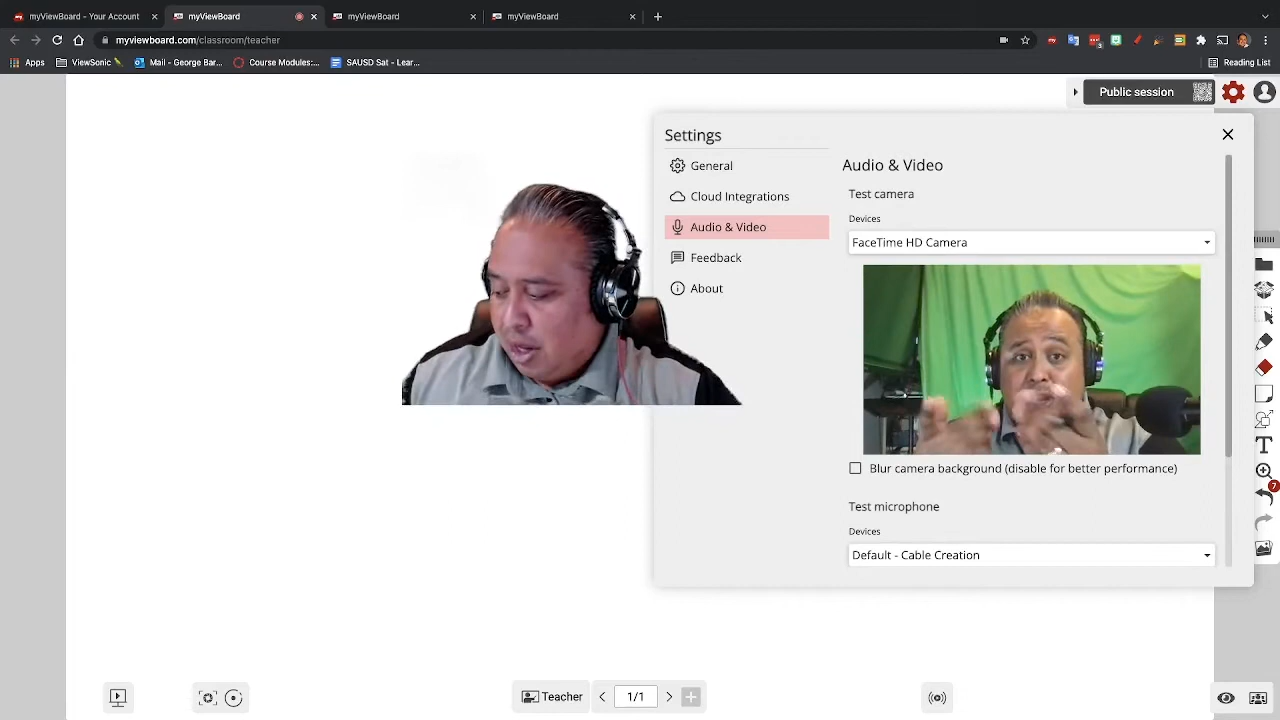 myViewBoard - Your Account
myViewBoard
myViewBoard
myViewBoard
myviewboard.com/classroom/teacher
Apps
ViewSonic
Mail - George Bar...
Course Modules:...
SAUSD Sat - Lear...
Reading List
Public session
Settings
General
Cloud Integrations
Audio & Video
Feedback
About
Audio & Video
Test camera
Devices
FaceTime HD Camera
Blur camera background (disable for better performance)
Test microphone
Devices
Default - Cable Creation
7
Teacher
1/1